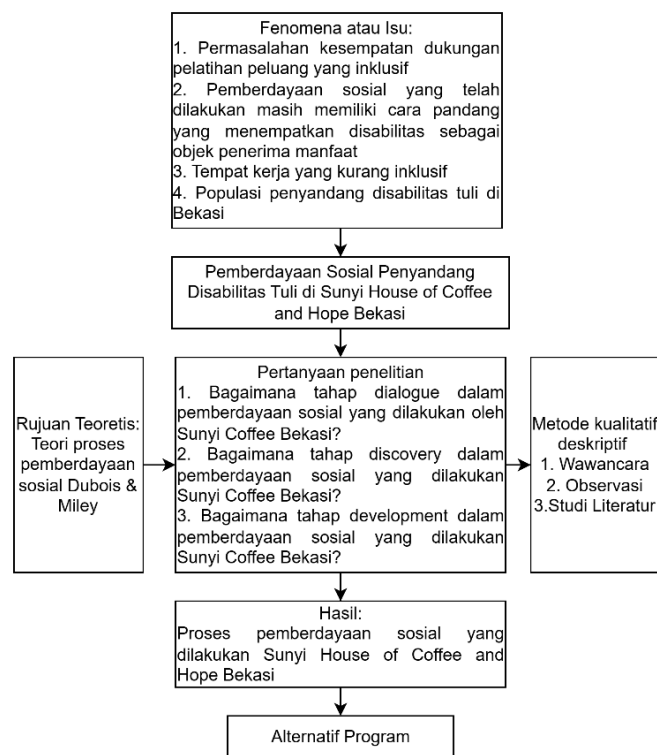 Fenomena atau Isu:
1. Permasalahan kesempatan dukungan
pelatihan peluang yang inklusif
2. Pemberdayaan sosial yang telah
dilakukan masih memiliki cara pandang
yang menempatkan disabilitas sebagai
objek penerima manfaat
3. Tempat kerja yang kurang inklusif
4. Populasi penyandang disabilitas tuli di
Bekasi
Pemberdayaan Sosial Penyandang
Disabilitas Tuli di Sunyi House of Coffee
and Hope Bekasi
Rujuan Teoretis:
Teori proses
pemberdayaan
sosial Dubois &
Miley
Pertanyaan penelitian
1. Bagaimana tahap dialogue dalam
pemberdayaan sosial yang dilakukan oleh
Sunyi Coffee Bekasi?
2. Bagaimana tahap discovery dalam
pemberdayaan sosial yang dilakukan
Sunyi Coffee Bekasi?
3. Bagaimana tahap development dalam
pemberdayaan sosial yang dilakukan
Sunyi Coffee Bekasi?
Metode kualitatif
deskriptif
1. Wawancara
2. Observasi
3.Studi Literatur
Hasil:
Proses pemberdayaan sosial yang
dilakukan Sunyi House of Coffee and
Hope Bekasi
Alternatif Program